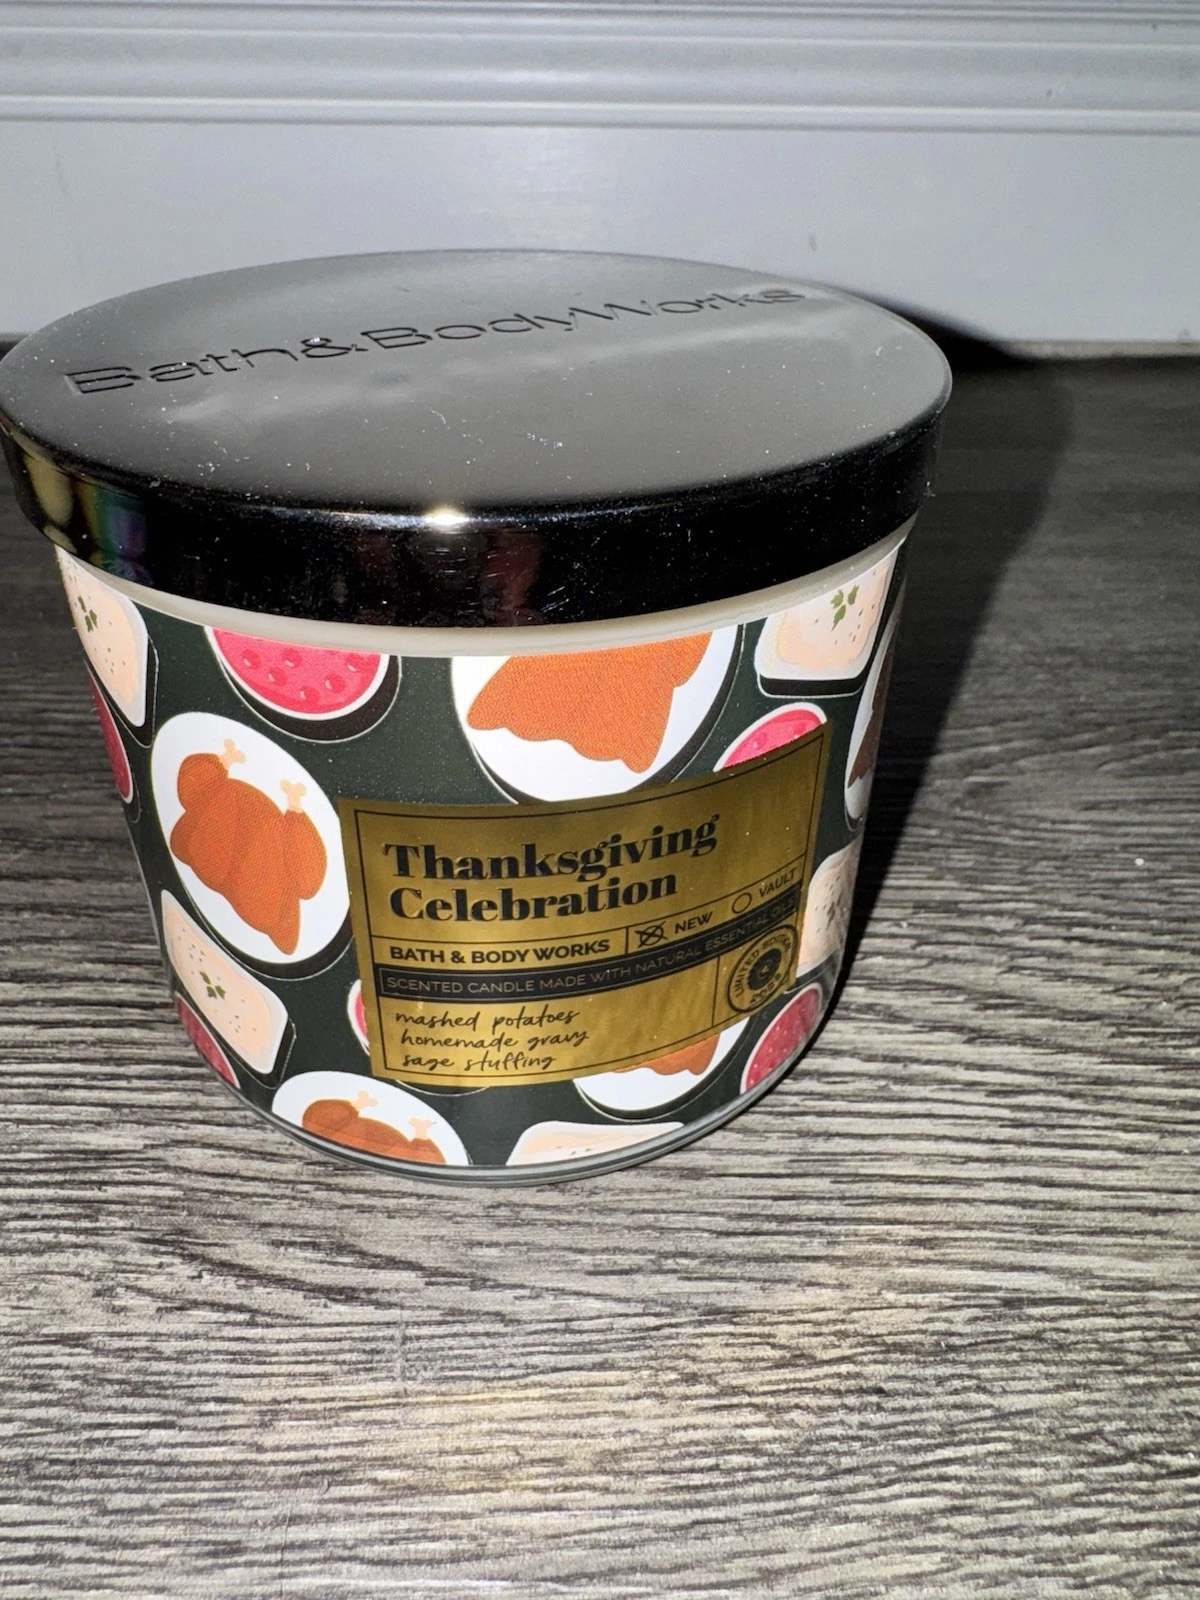 Bath&BodyWorks
Thanksgiving
Celebration
BATH & BODY WORKS NEW VAULT
SCENTED CANDLE MADE WITH NATURAL ESSENTIAL OILS
mashed potatoes
homemade gravy
sage stuffing
LIMITED